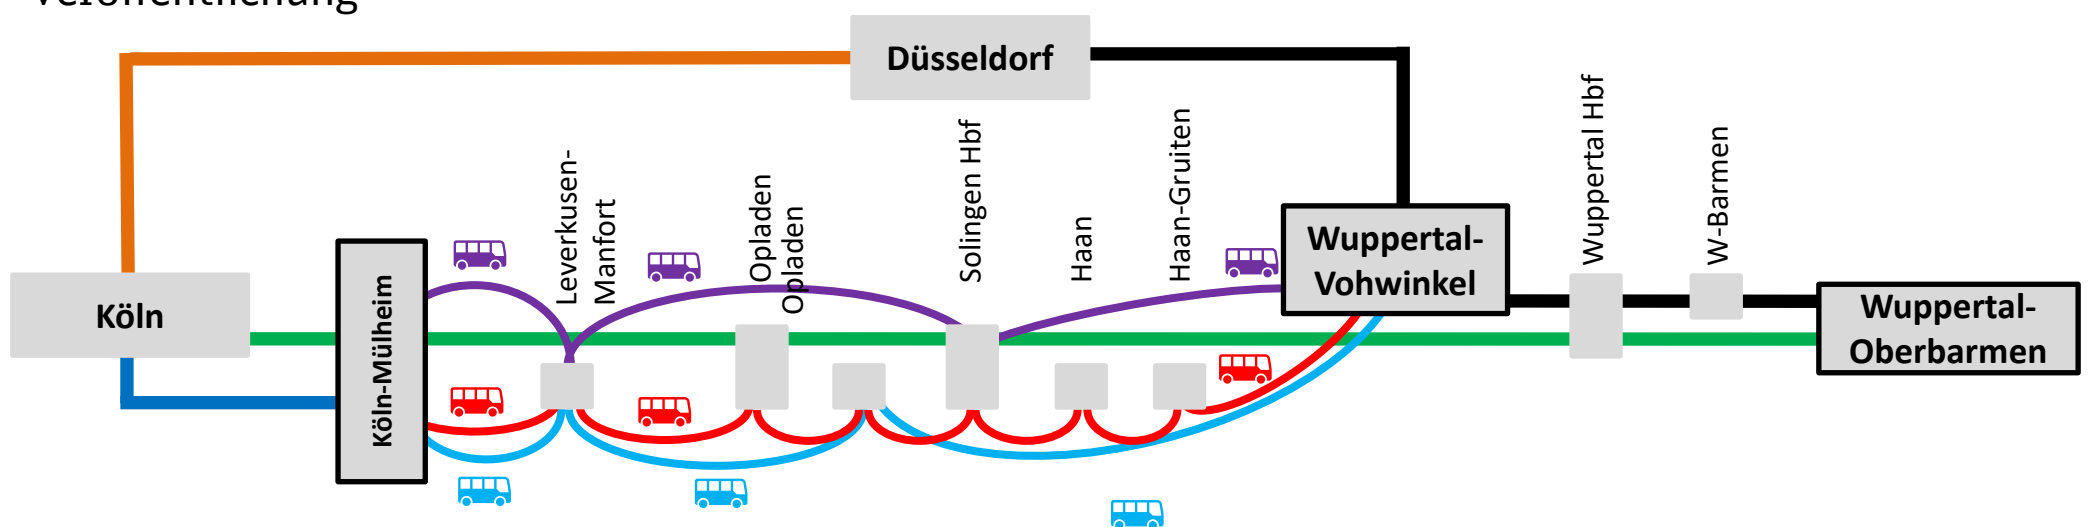 Veröffentlichung
Düsseldorf
Köln
Köln-Mülheim
Leverkusen-
Manfort
Opladen
Opladen
Solingen Hbf
Haan
Haan-Gruiten
Wuppertal-
Vohwinkel
Wuppertal Hbf
W-Barmen
Wuppertal-
Oberbarmen